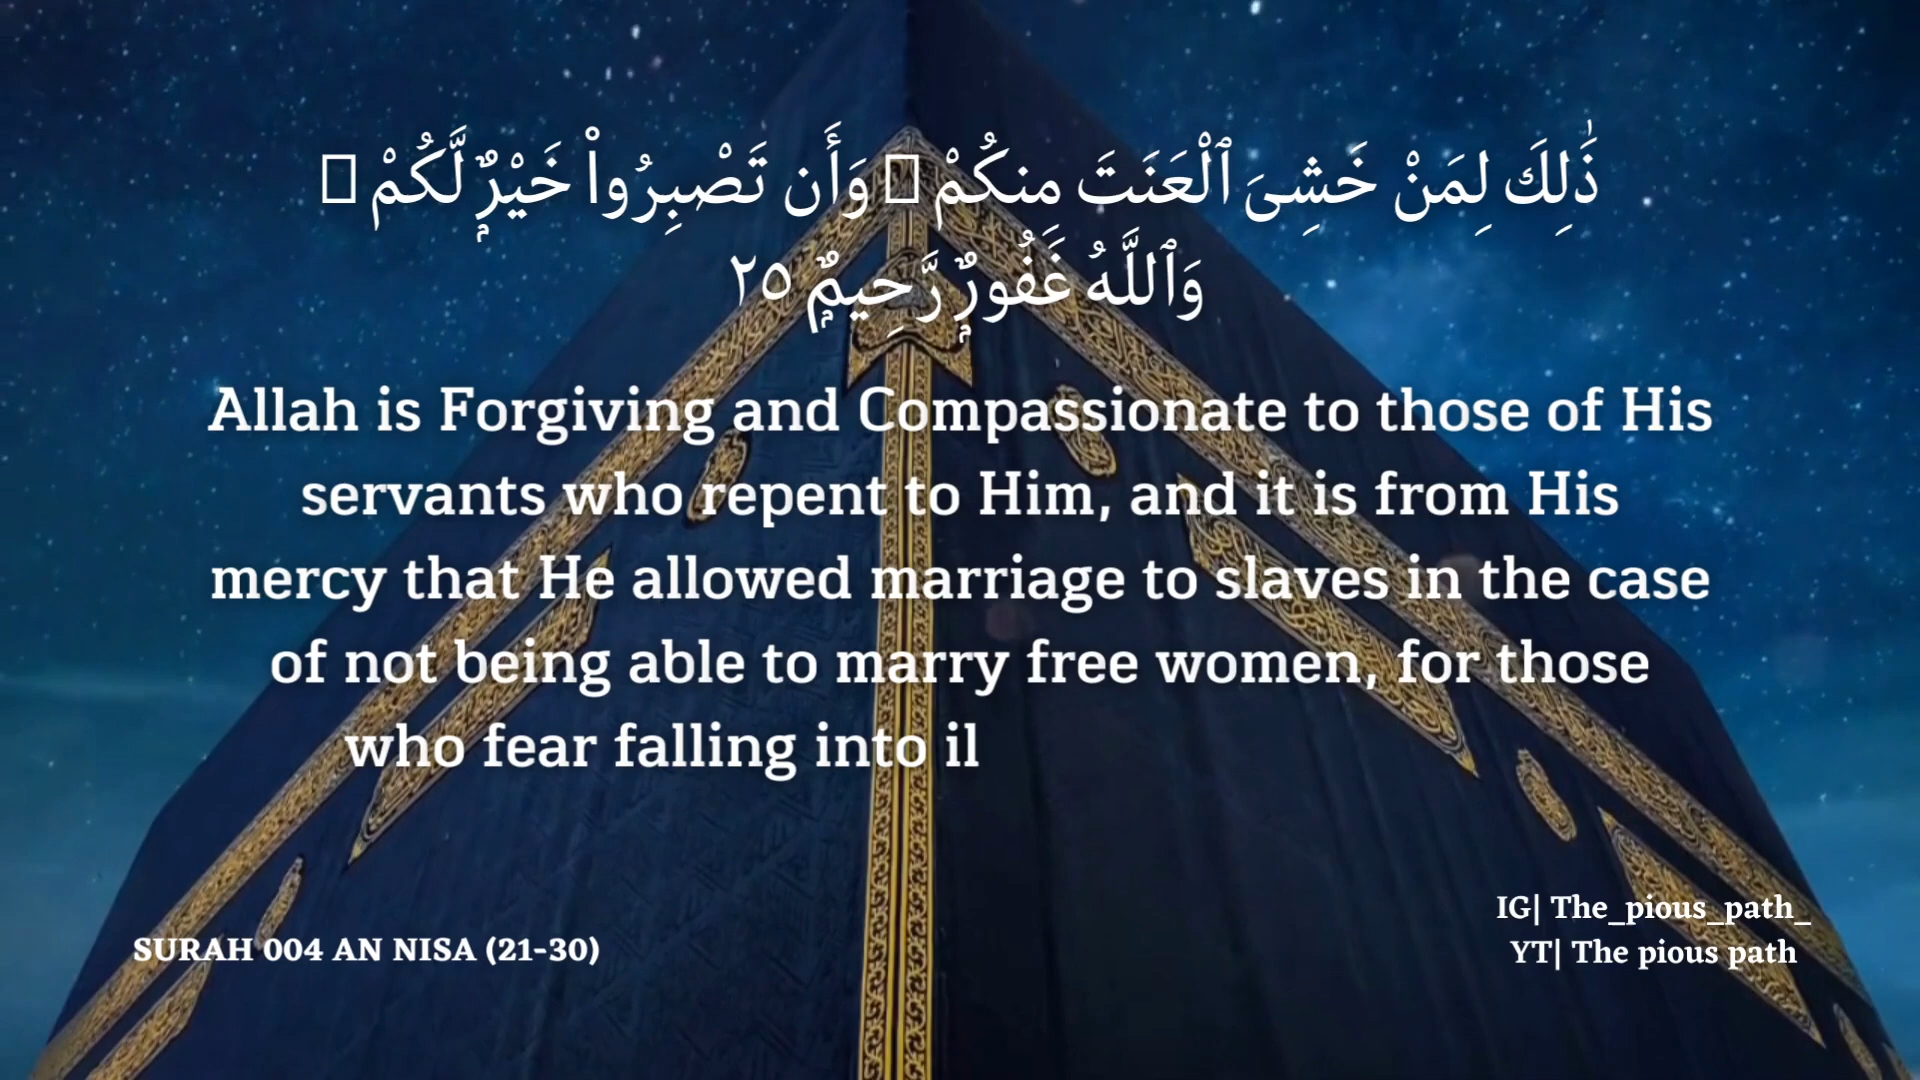 ذَٰلِكَ لِمَنْ خَشِىَ ٱلْعَنَتَ مِنكُمْ ۚ وَأَن تَصْبِرُوا۟ خَيْرٌۭ لَّكُمْ ۗ
وَٱللَّهُ غَفُورٌۭ رَّحِيمٌۭ ٢٥
Allah is Forgiving and Compassionate to those of His
servants who repent to Him, and it is from His
mercy that He allowed marriage to slaves in the case
of not being able to marry free women, for those
who fear falling into il
SURAH 004 AN NISA (21-30)
IG| The_pious_path_
YT| The pious path